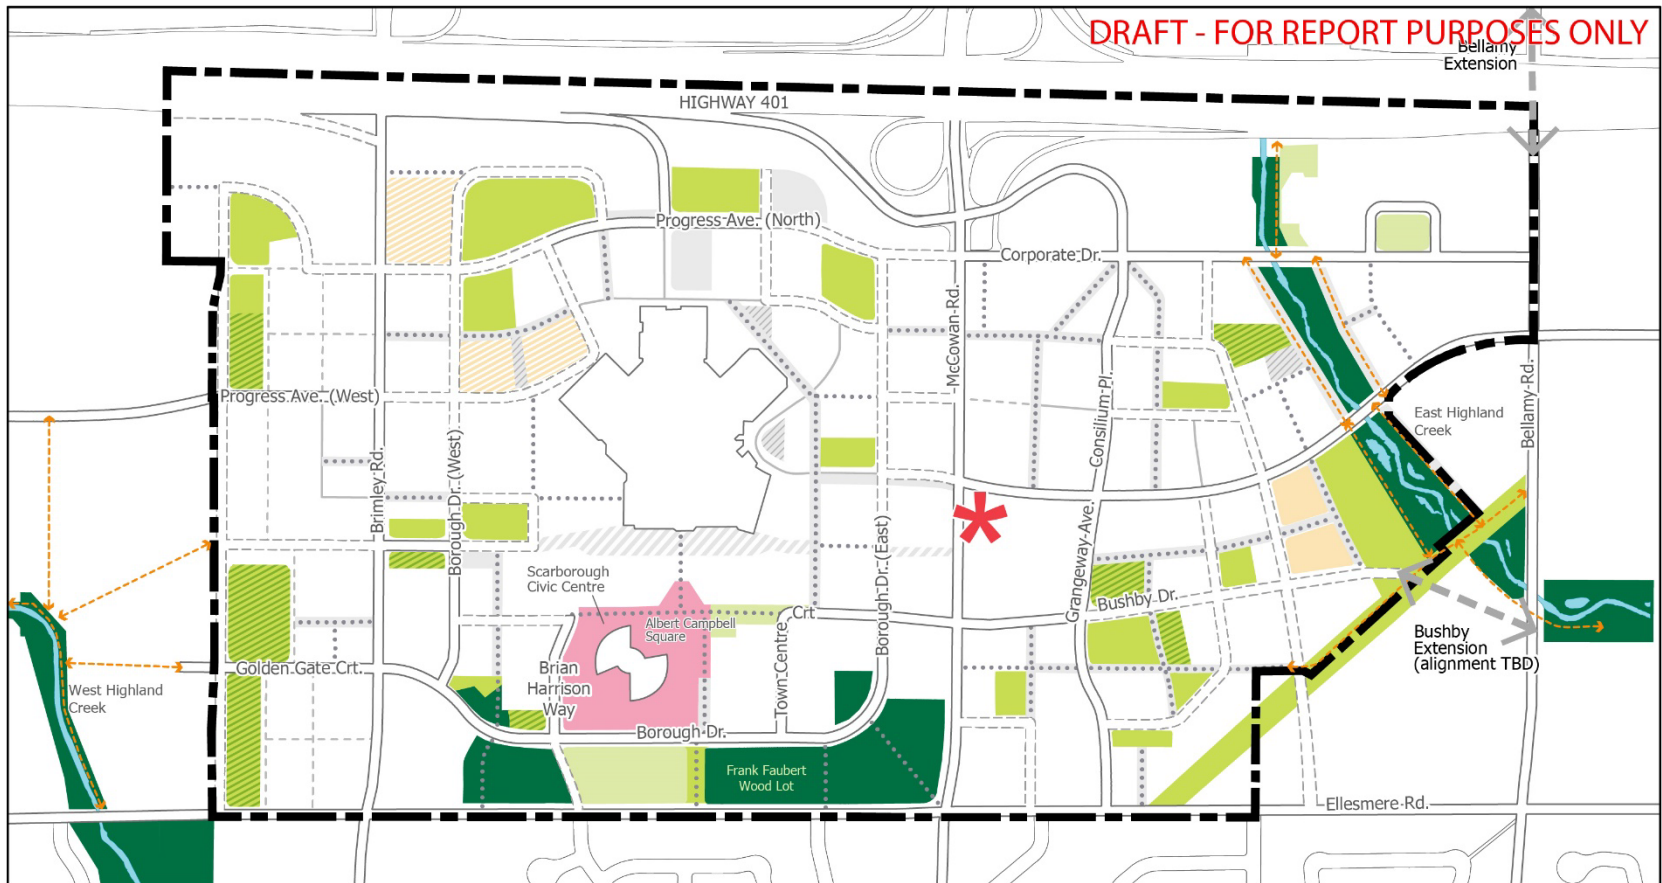 DRAFT - FOR REPORT PURPOSES ONLY
Bellamy
Extension
HIGHWAY 401
Progress Ave. (North)
Corporate Dr.
McCowan Rd.
Progress Ave. (West)
Brimley Rd.
Borough Dr. (West)
Consilium Pl.
East Highland
Creek
Bellamy Rd.
Scarborough
Civic Centre
Albert Campbell
Square
Town Centre Crt.
Borough Dr. (East)
Grangeway Ave.
Bushby Dr.
Bushby
Extension
(alignment TBD)
Golden Gate Crt.
West Highland
Creek
Brian
Harrison
Way
Borough Dr.
Frank Faubert
Wood Lot
Ellesmere Rd.